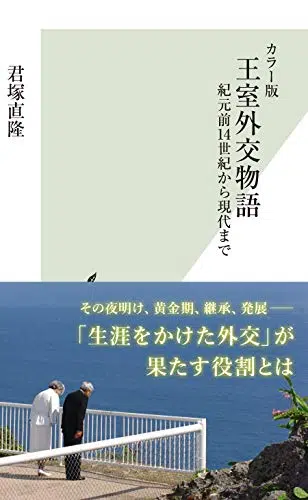 カラー版
王室外交物語
紀元前14世紀から現代まで
君塚直隆
その夜明け、黄金期、継承、発展――
「生涯をかけた外交」が
果たす役割とは